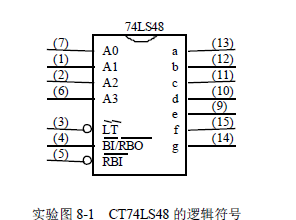 74LS48
(7) A0 a (13)
(1) A1 b (12)
(2) A2 c (11)
(6) A3 d (10)
e (9)
(3) LT f (15)
(4) BI/RBO g (14)
(5) RBI
实验图 8-1 CT74LS48 的逻辑符号